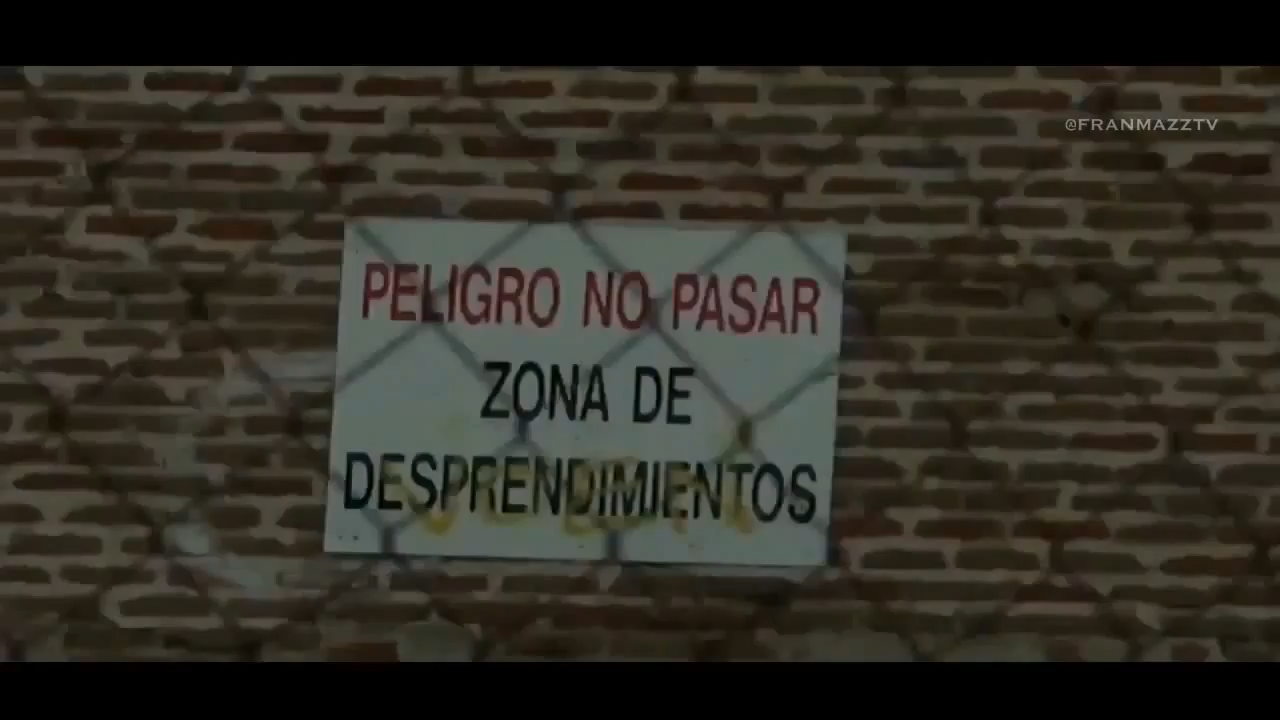 @FRANMAZZTV
PELIGRO NO PASAR
ZONA DE
DESPRENDIMIENTOS